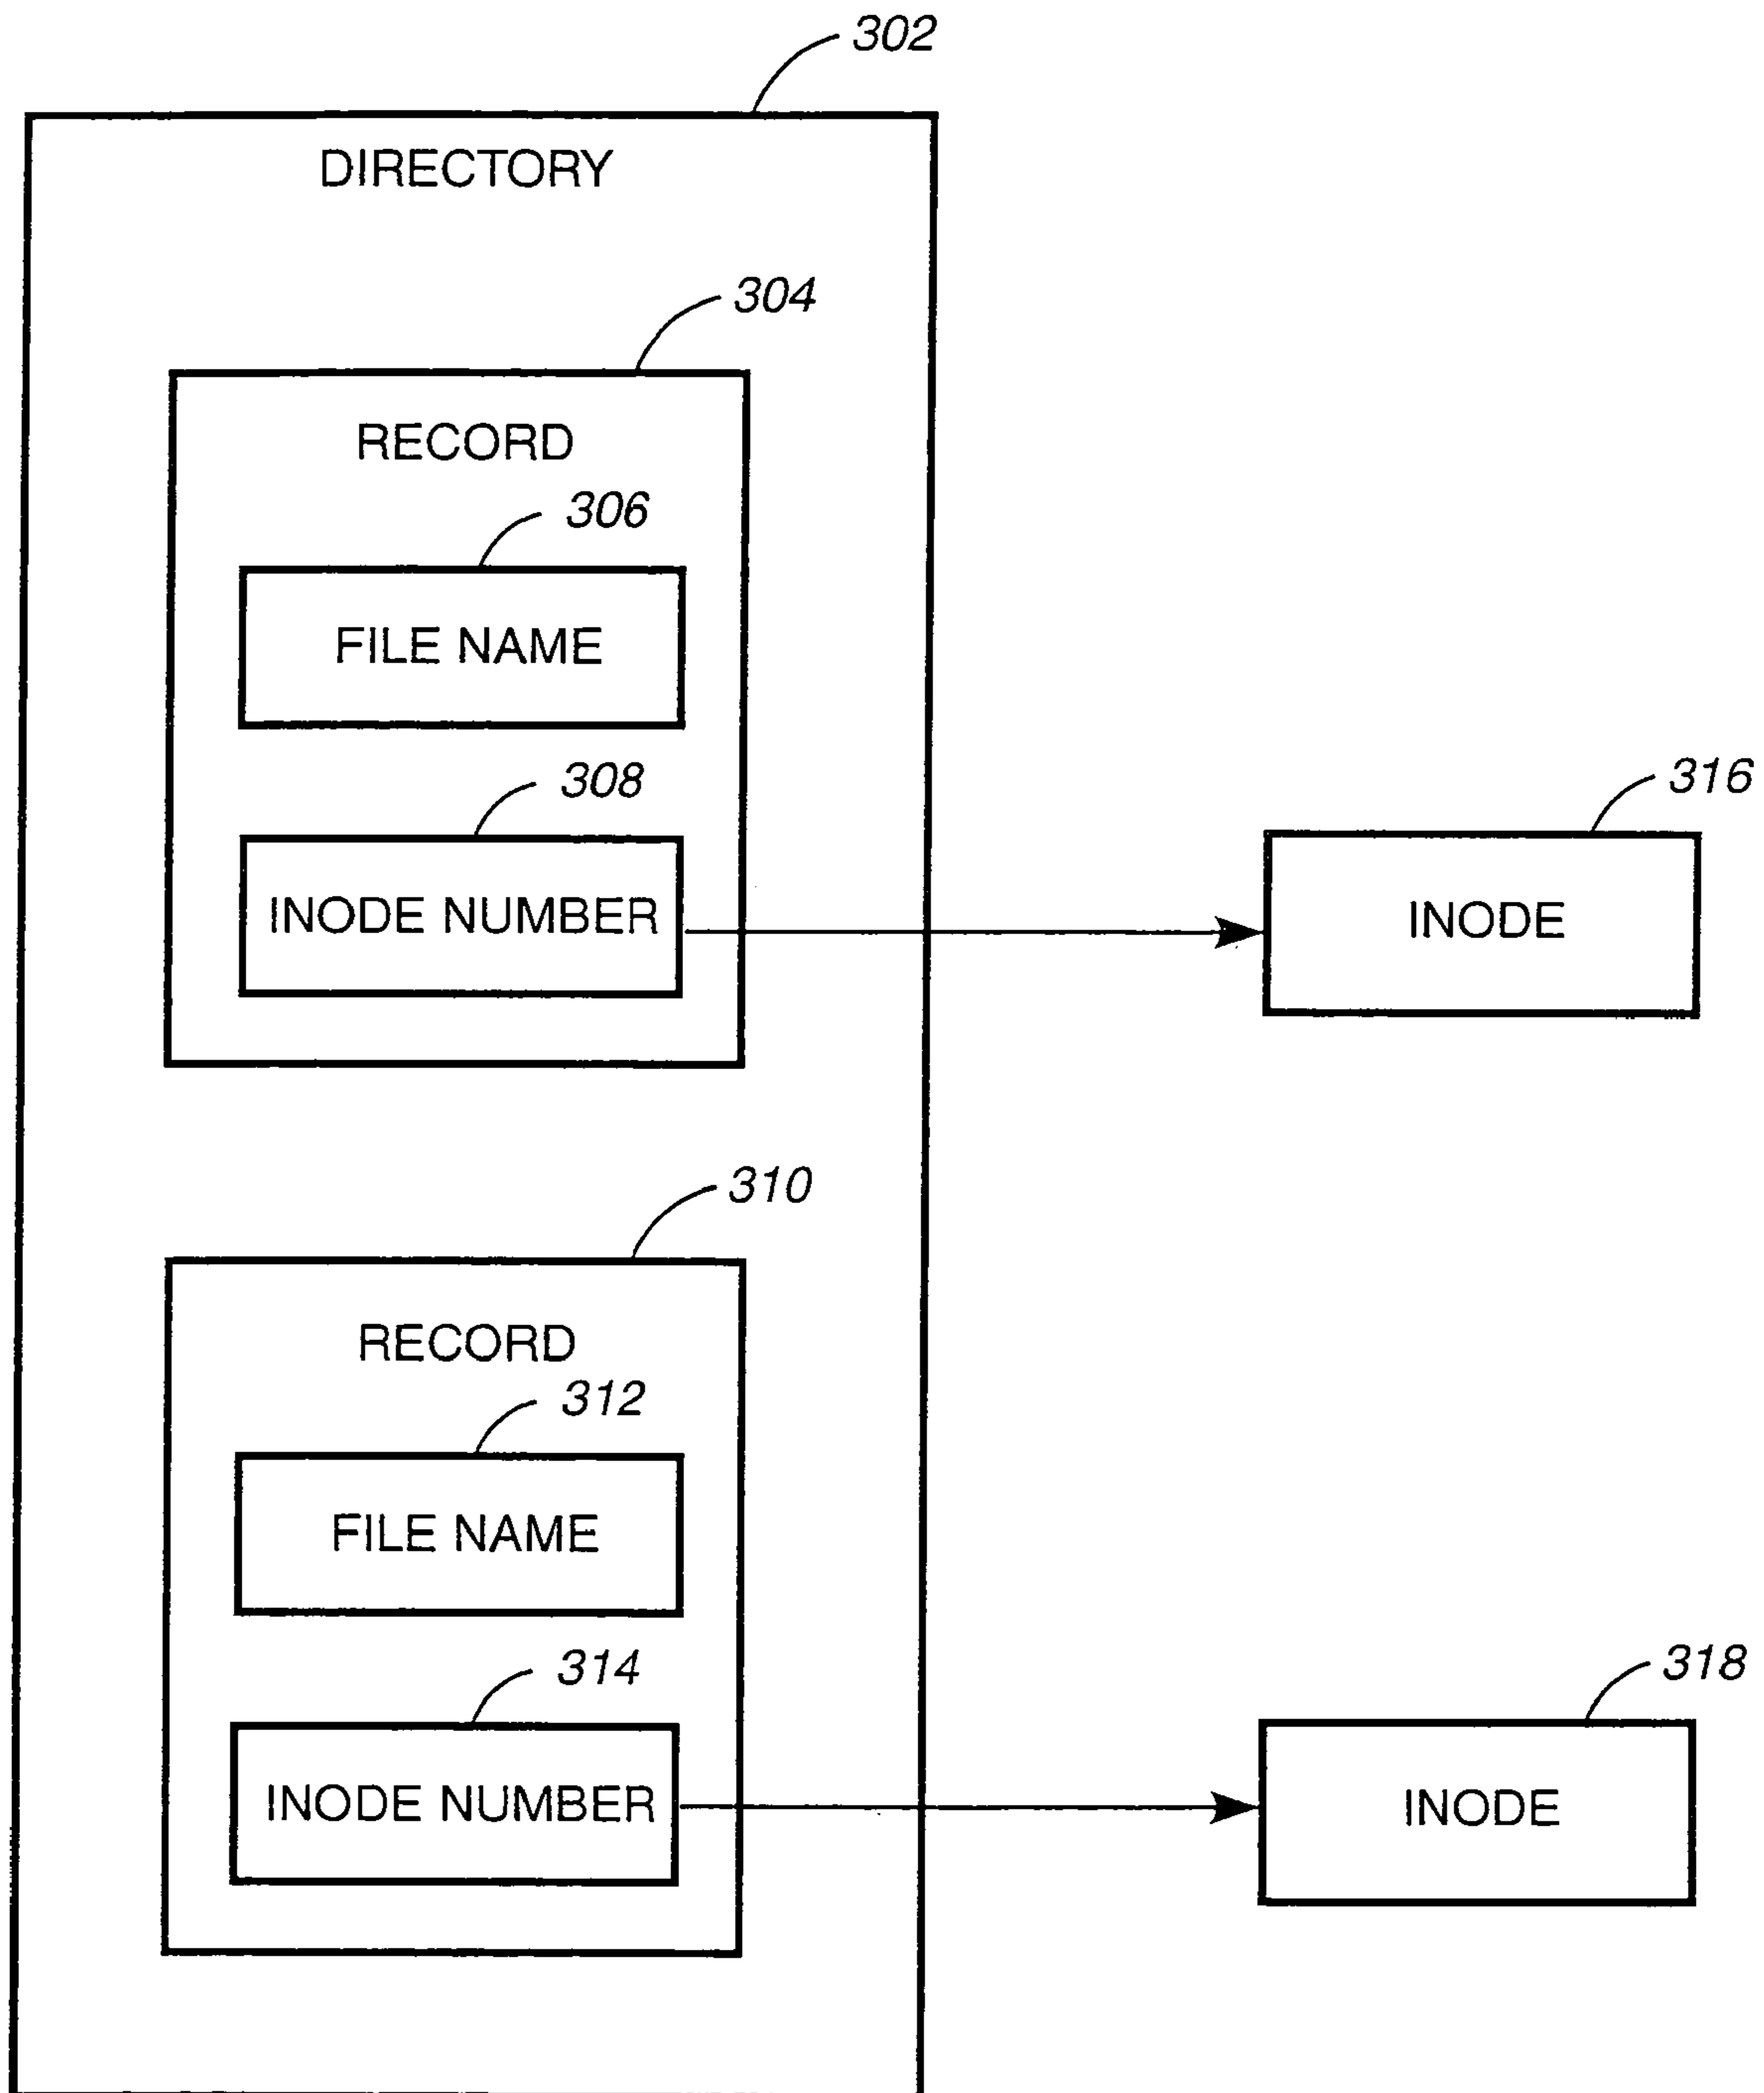 302
DIRECTORY
304
RECORD
306
FILE NAME
308
INODE NUMBER
316
INODE
310
RECORD
312
FILE NAME
314
INODE NUMBER
318
INODE